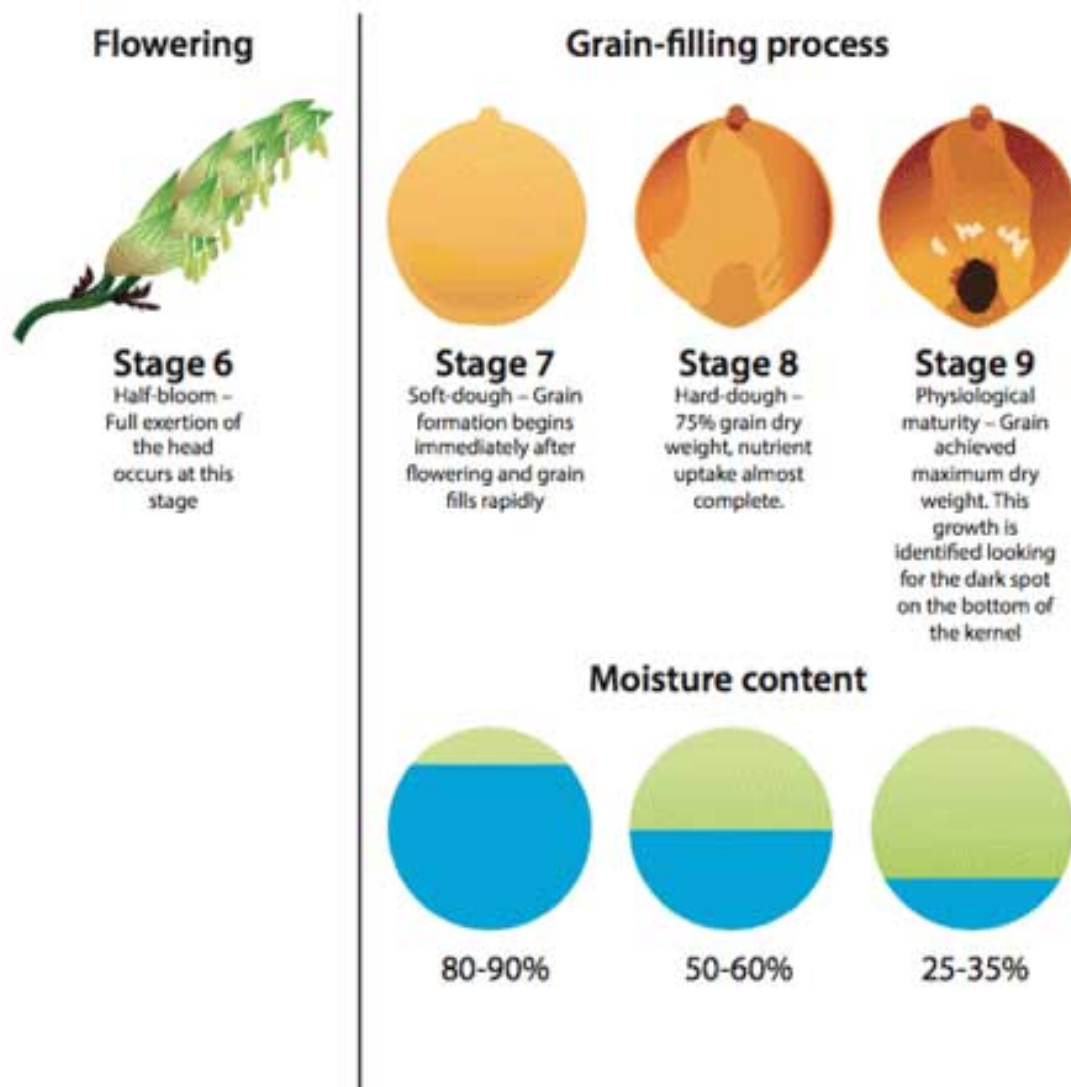 Flowering
Grain-filling process
Stage 6
Half-bloom –
Full exertion of
the head
occurs at this
stage
Stage 7
Soft-dough – Grain
formation begins
immediately after
flowering and grain
fills rapidly
Stage 8
Hard-dough –
75% grain dry
weight, nutrient
uptake almost
complete.
Stage 9
Physiological
maturity – Grain
achieved
maximum dry
weight. This
growth is
identified looking
for the dark spot
on the bottom of
the kernel
Moisture content
80-90%
50-60%
25-35%